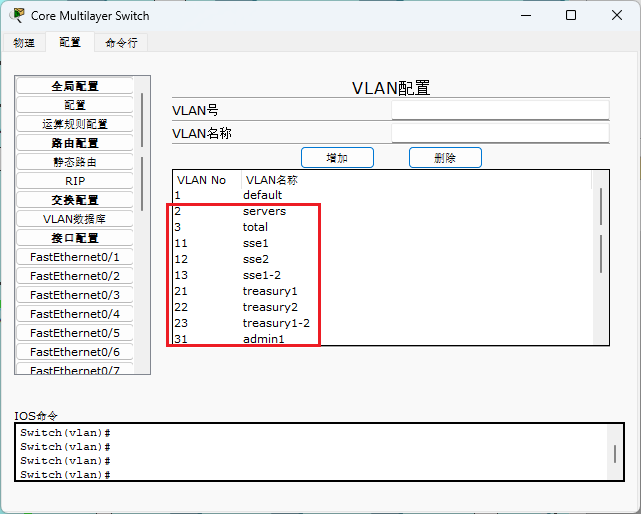 Core Multilayer Switch
物理 配置 命令行
全局配置
配置
运算规则配置
路由配置
静态路由
RIP
交换配置
VLAN数据库
接口配置
FastEthernet0/1
FastEthernet0/2
FastEthernet0/3
FastEthernet0/4
FastEthernet0/5
FastEthernet0/6
FastEthernet0/7
VLAN配置
VLAN号
VLAN名称
增加 删除
VLAN No VLAN名称
1 default
2 servers
3 total
11 sse1
12 sse2
13 sse1-2
21 treasury1
22 treasury2
23 treasury1-2
31 admin1
IOS命令
Switch(vlan)#
Switch(vlan)#
Switch(vlan)#
Switch(vlan)#